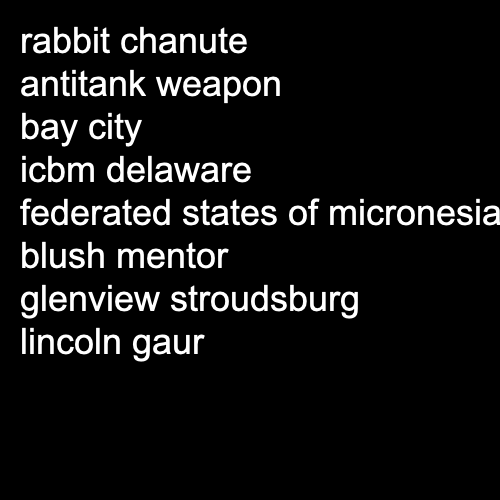 rabbit chanute
antitank weapon
bay city
icbm delaware
federated states of micronesia
blush mentor
glenview stroudsburg
lincoln gaur